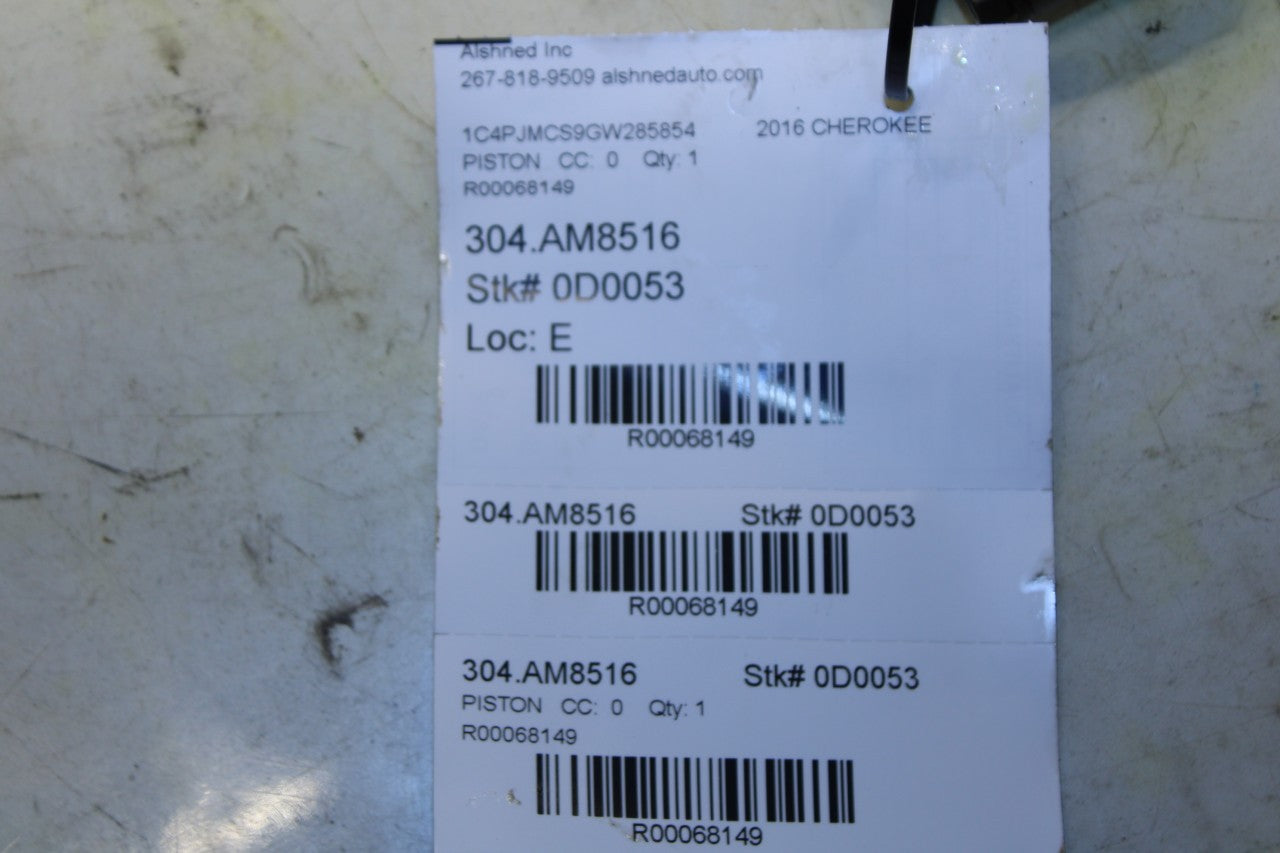 Alshned Inc
267-818-9509 alshnedauto.com
1C4PJMCS9GW285854 2016 CHEROKEE
PISTON CC: 0 Qty: 1
R00068149
304.AM8516
Stk# 0D0053
Loc: E
R00068149
304.AM8516 Stk# 0D0053
R00068149
304.AM8516 Stk# 0D0053
PISTON CC: 0 Qty: 1
R00068149
R00068149